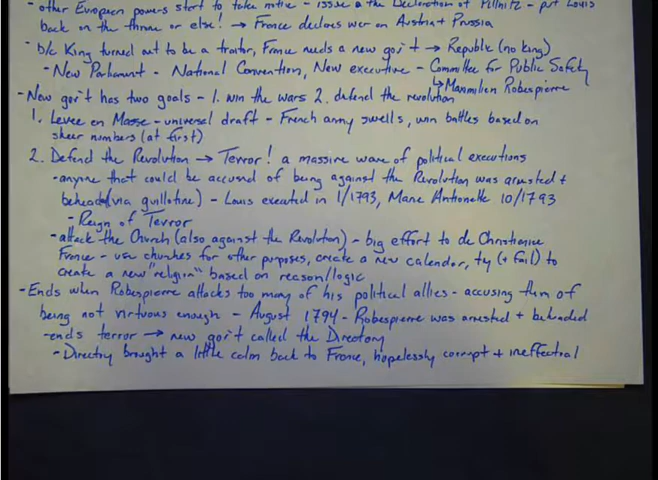 - other European powers start to take notice - issue the Declaration of Pillnitz - put Louis
back on the throne or else! → France declares war on Austria + Prussia
- b/c King turned out to be a traitor, France needs a new gov't → Republic (no king)
- New Parliament - National Convention, New executive - Committee for Public Safety
↳ Maximilien Robespierre
- New gov't has two goals - 1. win the wars 2. defend the revolution
1. Levee en Masse - universal draft - French army swells, win battles based on
sheer numbers (at first)
2. Defend the Revolution → Terror! a massive wave of political executions
- anyone that could be accused of being against the Revolution was arrested +
behead (via guillotine) - Louis executed in 1/1793, Marie Antionette 10/1793
- Reign of Terror
- attack the Church (also against the Revolution) - big effort to de Christianize
France - use churches for other purposes, create a new calendar, try (+ fail) to
create a new "religion" based on reason/logic
- Ends when Robespierre attacks too many of his political allies - accusing them of
being not virtuous enough - August 1794 - Robespierre was arrested + beheaded
- ends terror → new gov't called the Directory
- Directory brought a little calm back to France, hopelessly corrupt + ineffectual